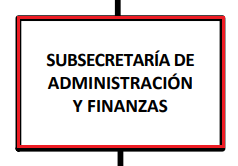 SUBSECRETARÍA DE
ADMINISTRACIÓN
Y FINANZAS